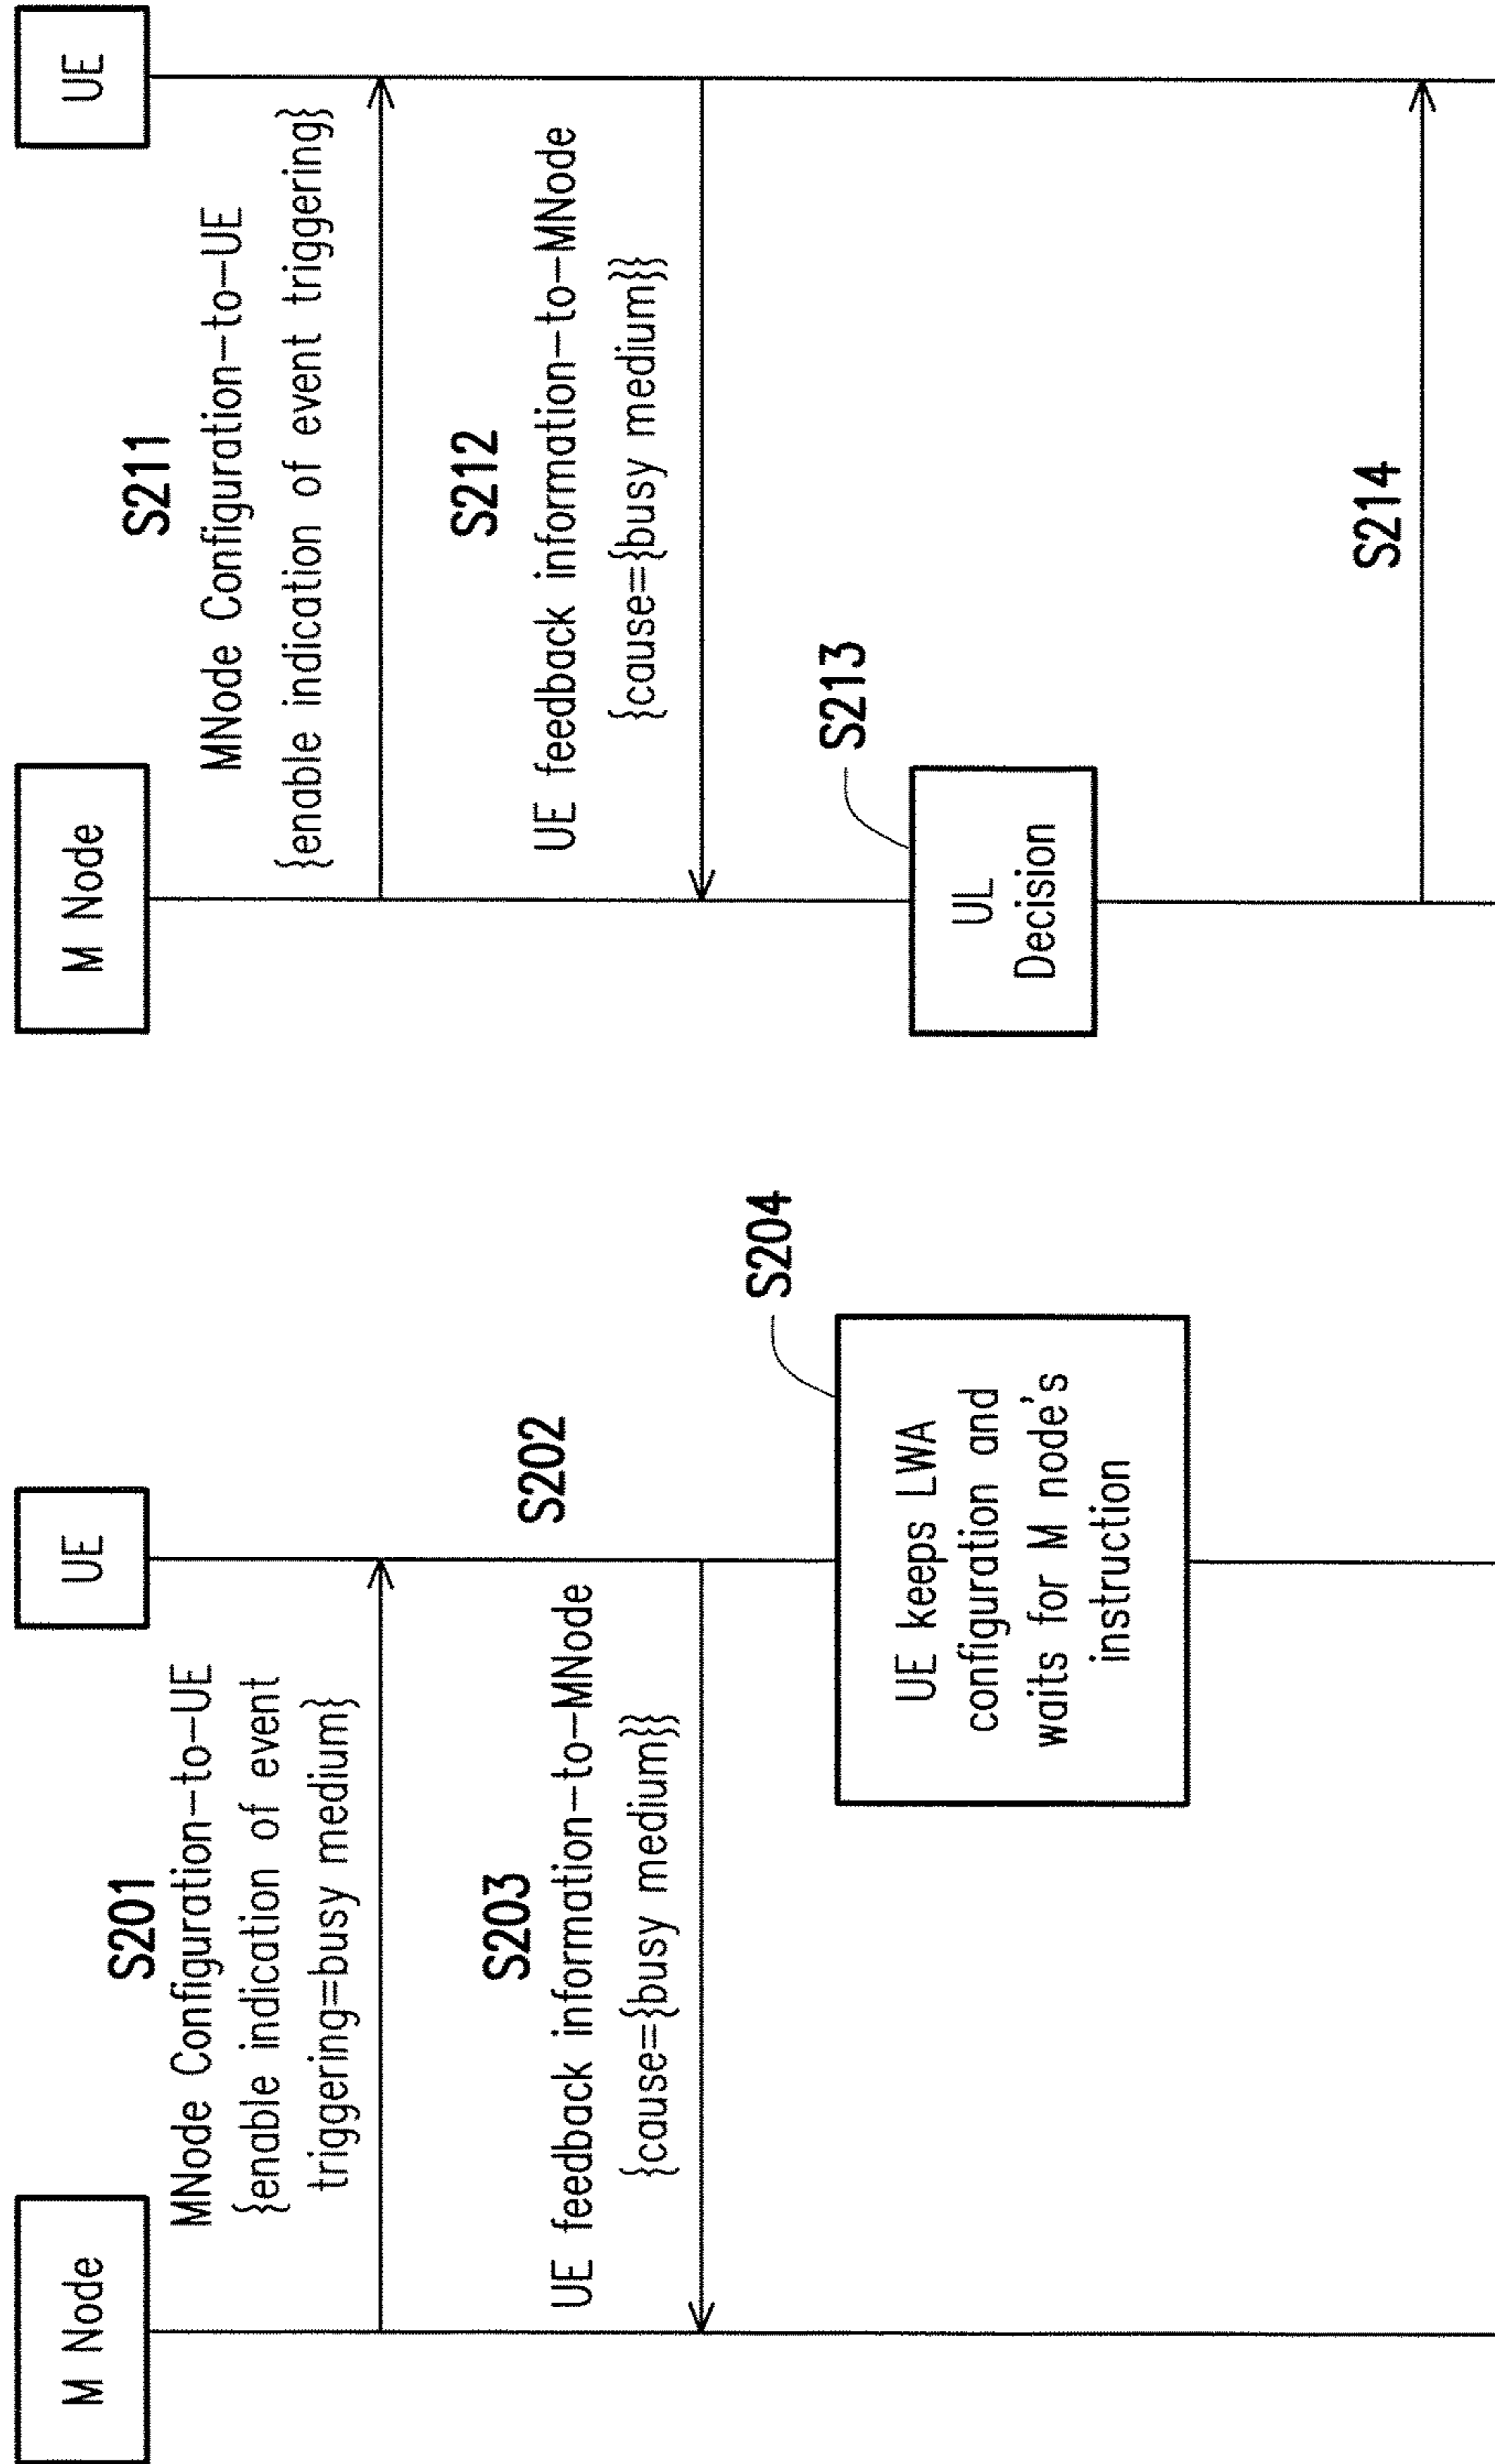 M Node
UE
S201
MNode Configuration-to-UE
{enable indication of event
triggering=busy medium}
S202
S203
UE feedback information-to-MNode
{cause={busy medium}}
S204
UE keeps LWA
configuration and
waits for M node's
instruction
M Node
UE
S211
MNode Configuration-to-UE
{enable indication of event triggering}
S212
UE feedback information-to-MNode
{cause={busy medium}}
S213
UL
Decision
S214